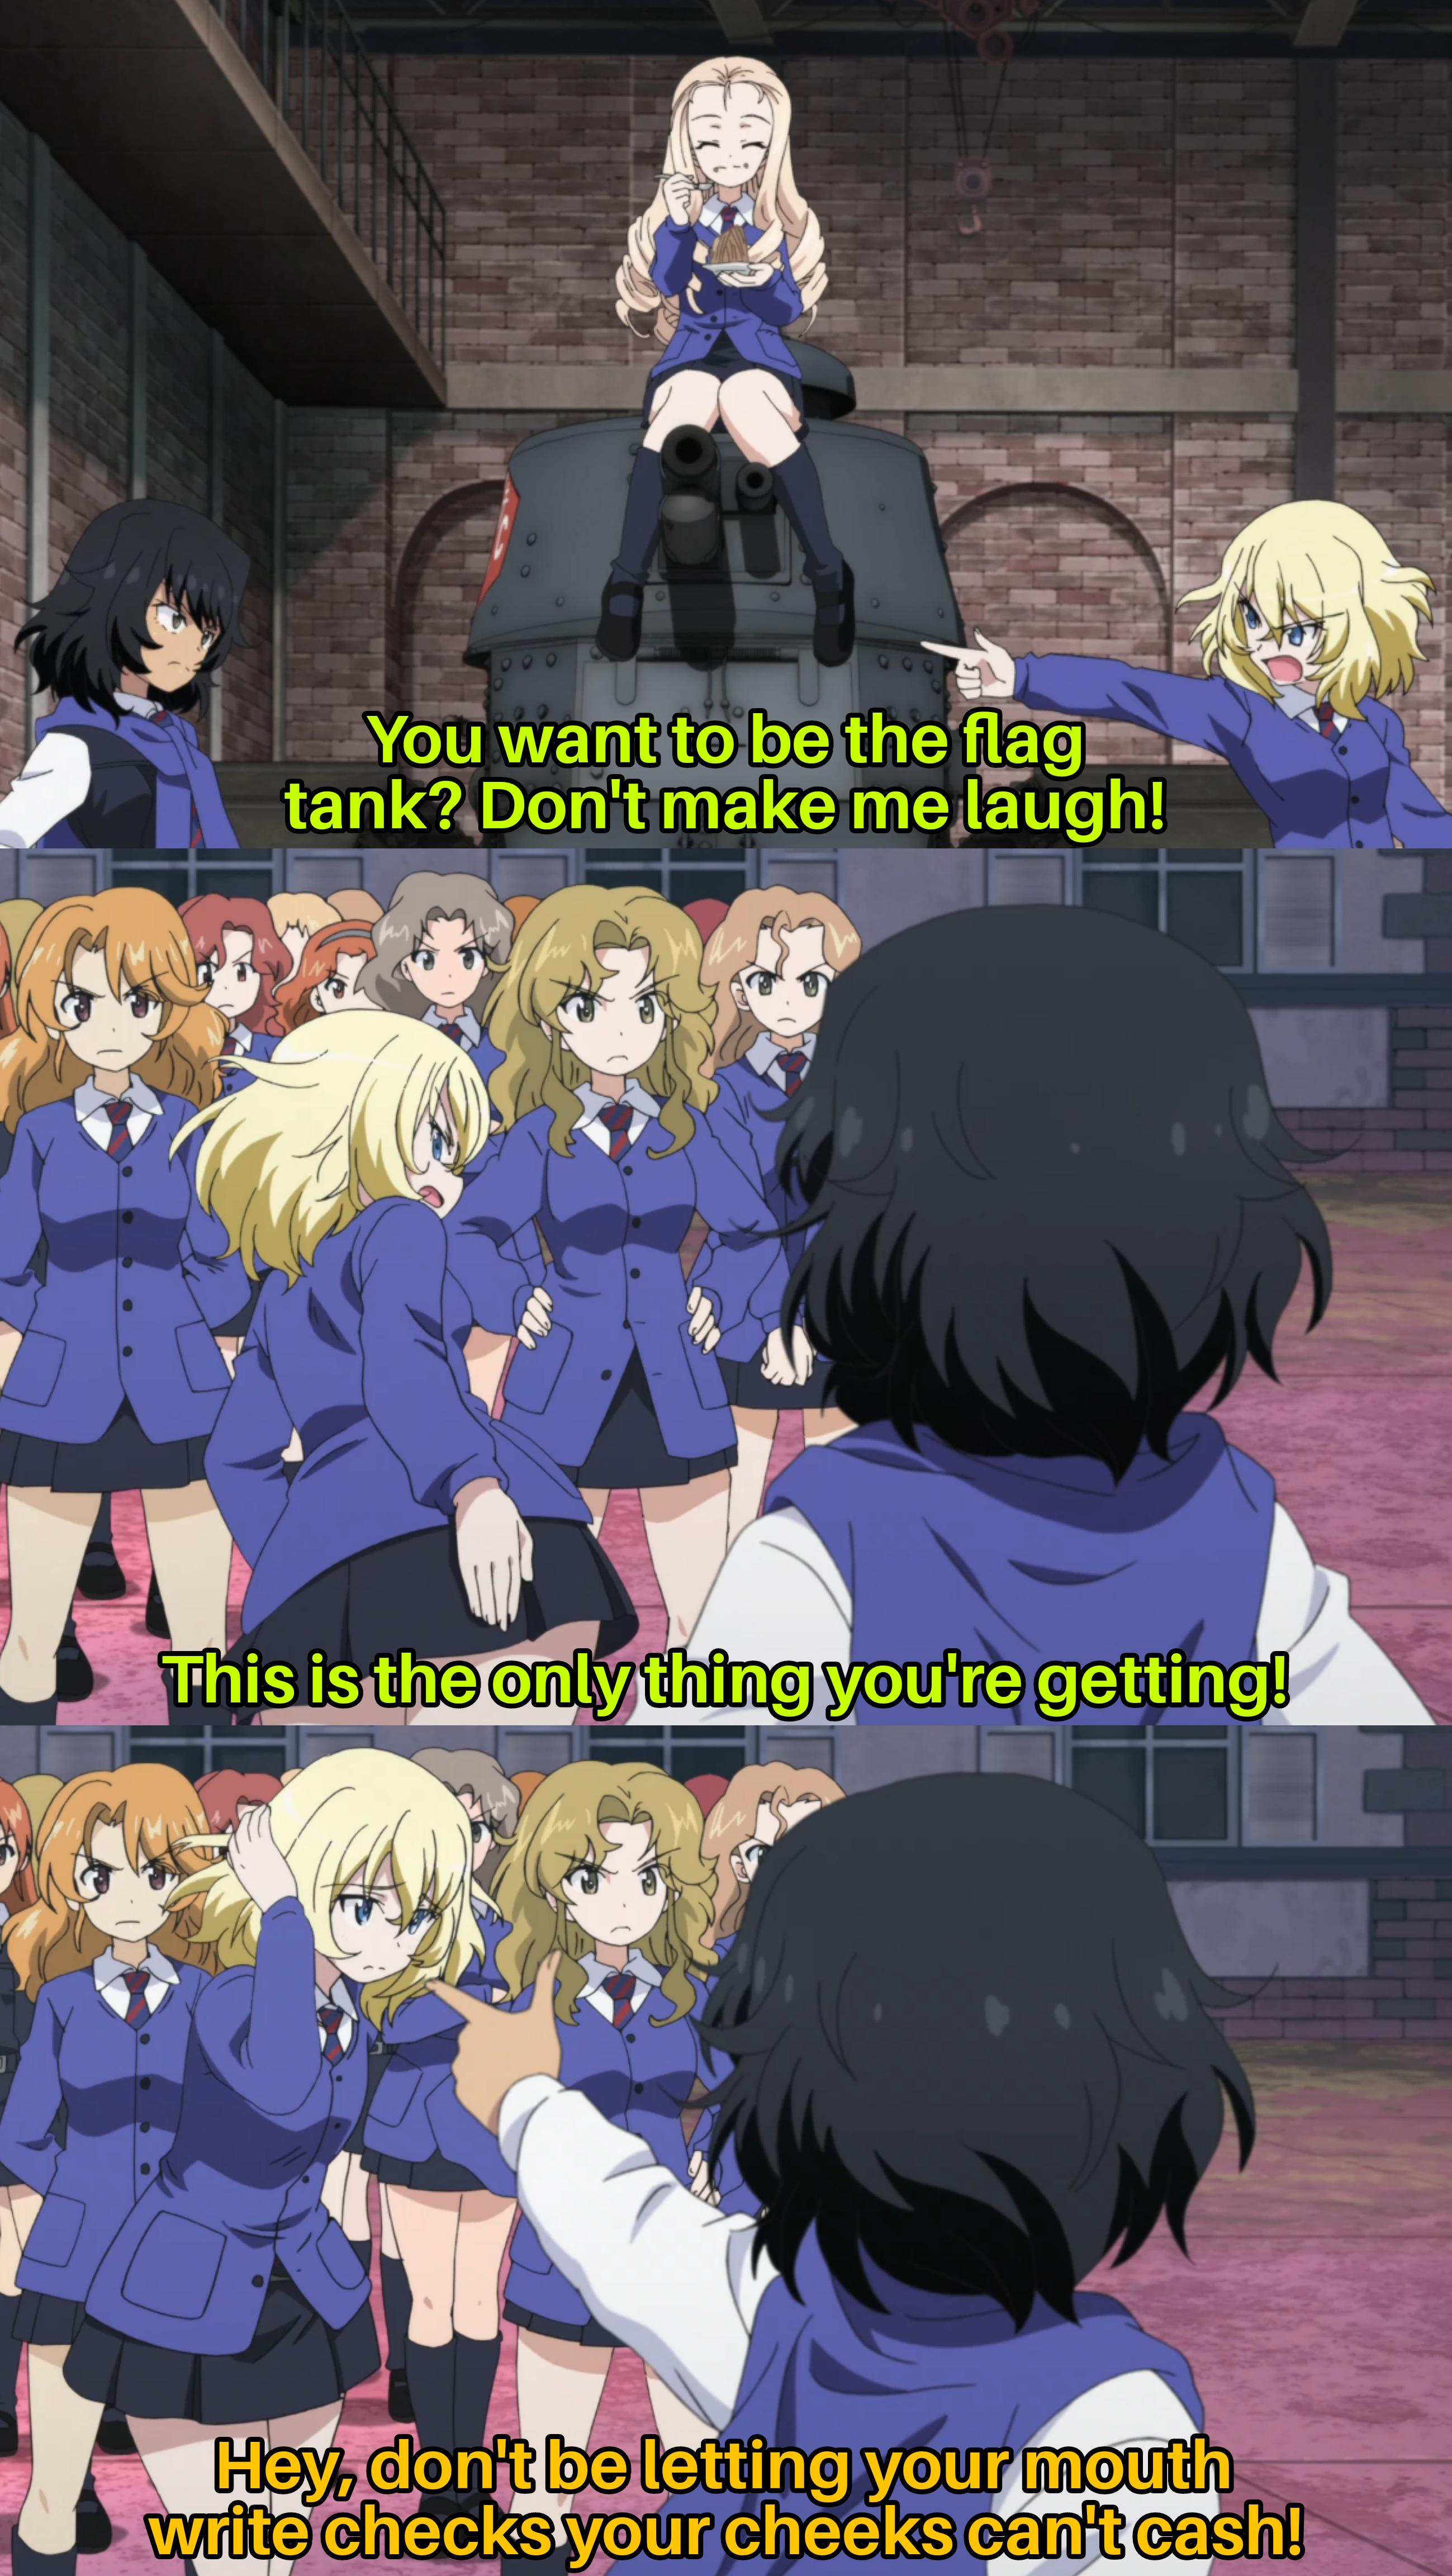 You want to be the flag
tank? Don't make me laugh!
This is the only thing you're getting!
Hey, don't be letting your mouth
write checks your cheeks can't cash!